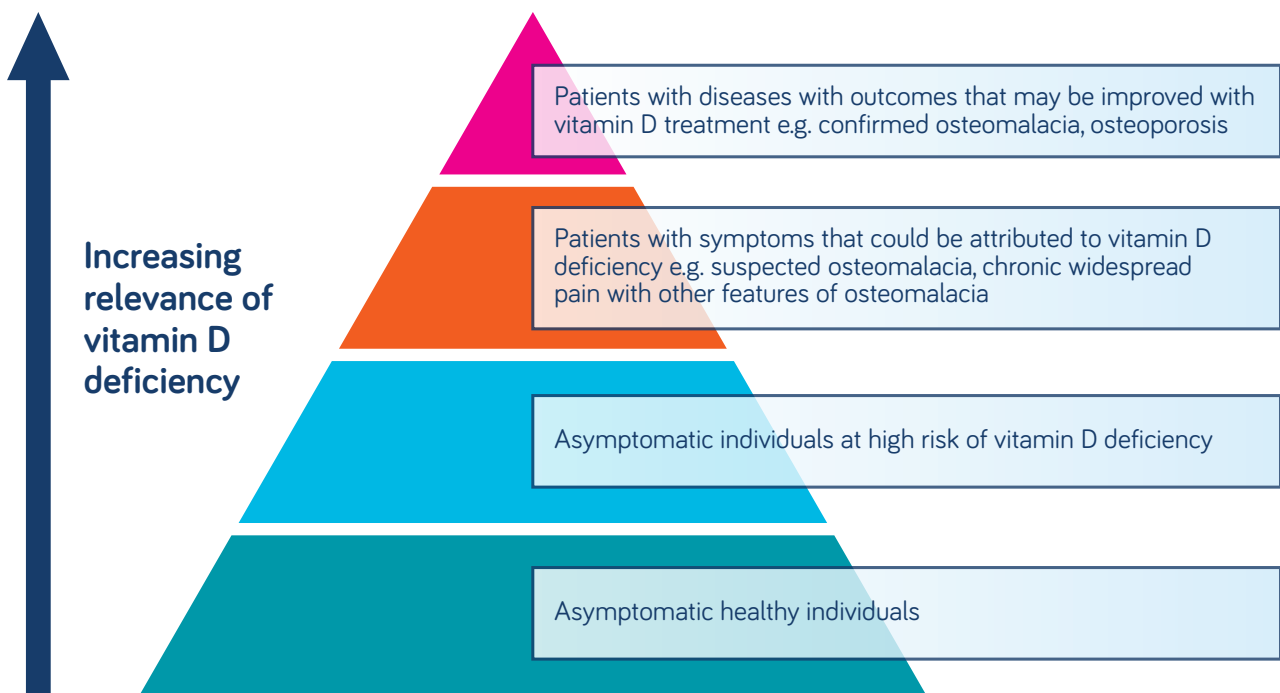 Patients with diseases with outcomes that may be improved with
vitamin D treatment e.g. confirmed osteomalacia, osteoporosis
Patients with symptoms that could be attributed to vitamin D
deficiency e.g. suspected osteomalacia, chronic widespread
pain with other features of osteomalacia
Increasing
relevance of
vitamin D
deficiency
Asymptomatic individuals at high risk of vitamin D deficiency
Asymptomatic healthy individuals